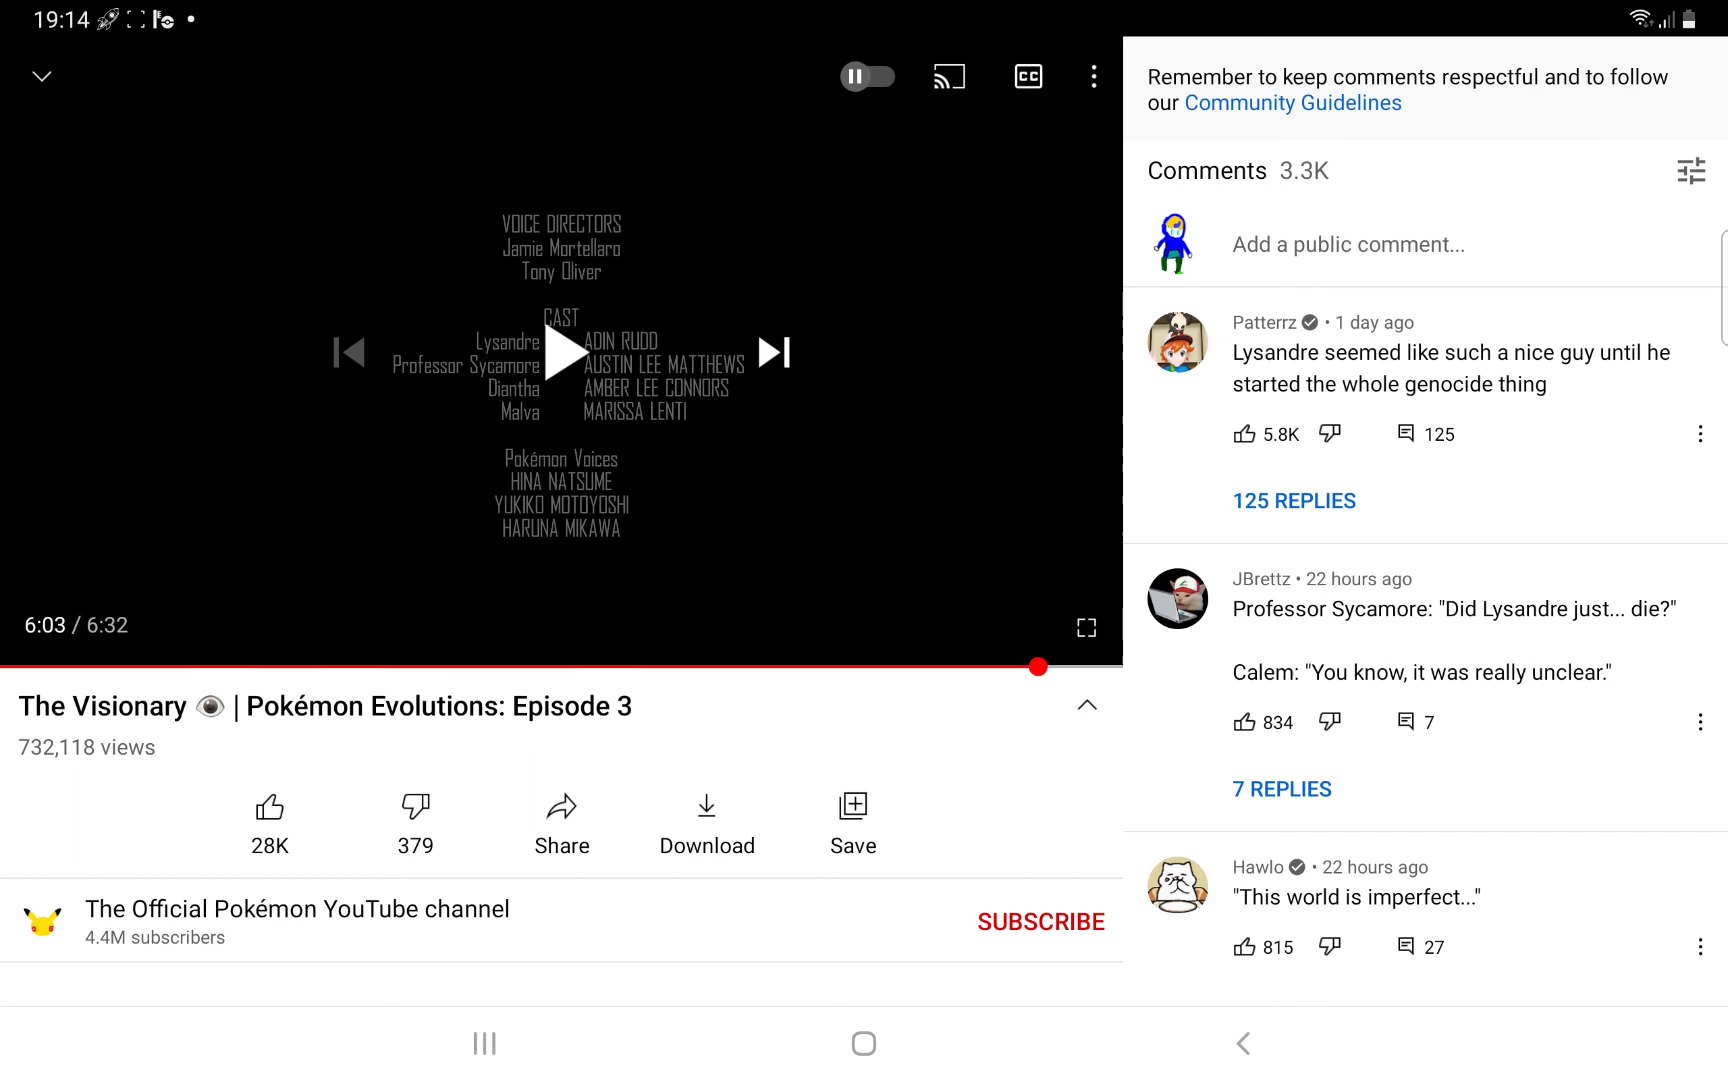 19:14
VOICE DIRECTORS
Jamie Mortellaro
Tony Oliver
CAST
Lysandre ADIN RUDD
Professor Sycamore AUSTIN LEE MATTHEWS
Diantha AMBER LEE CONNORS
Malva MARISSA LENTI
Pokémon Voices
HINA NATSUME
YUKIKO MOTOYOSHI
HARUNA MIKAWA
CC
6:03 / 6:32
The Visionary 👁 | Pokémon Evolutions: Episode 3
732,118 views
28K
379
Share
Download
Save
The Official Pokémon YouTube channel
4.4M subscribers
SUBSCRIBE
Remember to keep comments respectful and to follow
our Community Guidelines
Comments 3.3K
Add a public comment...
Patterrz • 1 day ago
Lysandre seemed like such a nice guy until he
started the whole genocide thing
5.8K 125
125 REPLIES
JBrettz • 22 hours ago
Professor Sycamore: "Did Lysandre just... die?"
Calem: "You know, it was really unclear."
834 7
7 REPLIES
Hawlo • 22 hours ago
"This world is imperfect..."
815 27